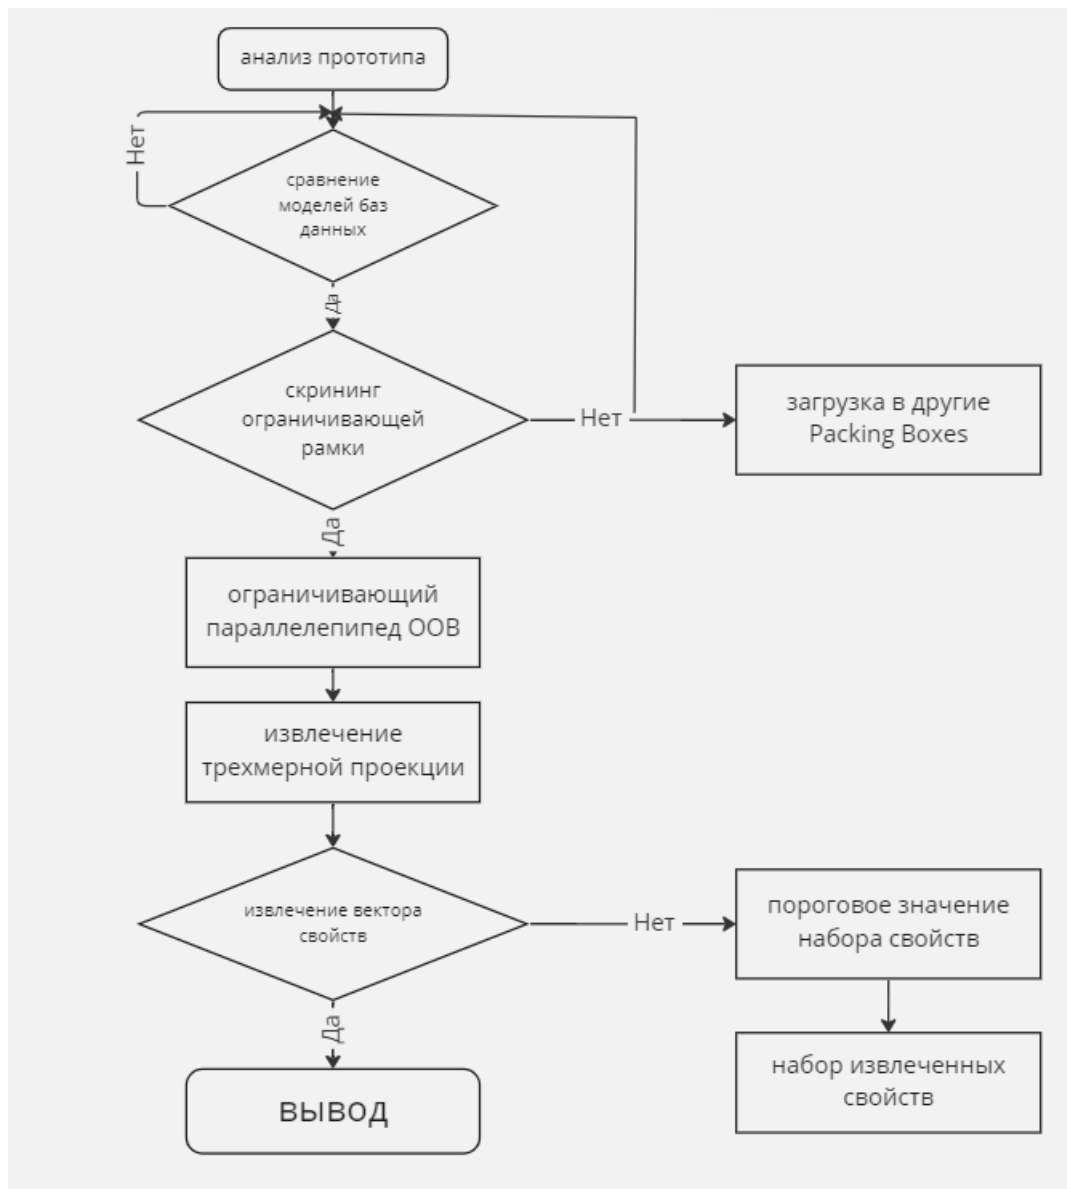 анализ прототипа
Нет
сравнение
моделей баз
данных
Да
скрининг
ограничивающей
рамки
Нет
загрузка в другие
Packing Boxes
Да
ограничивающий
параллелепипед OOB
извлечение
трехмерной проекции
извлечение вектора
свойств
Нет
пороговое значение
набора свойств
Да
набор извлеченных
свойств
вывод